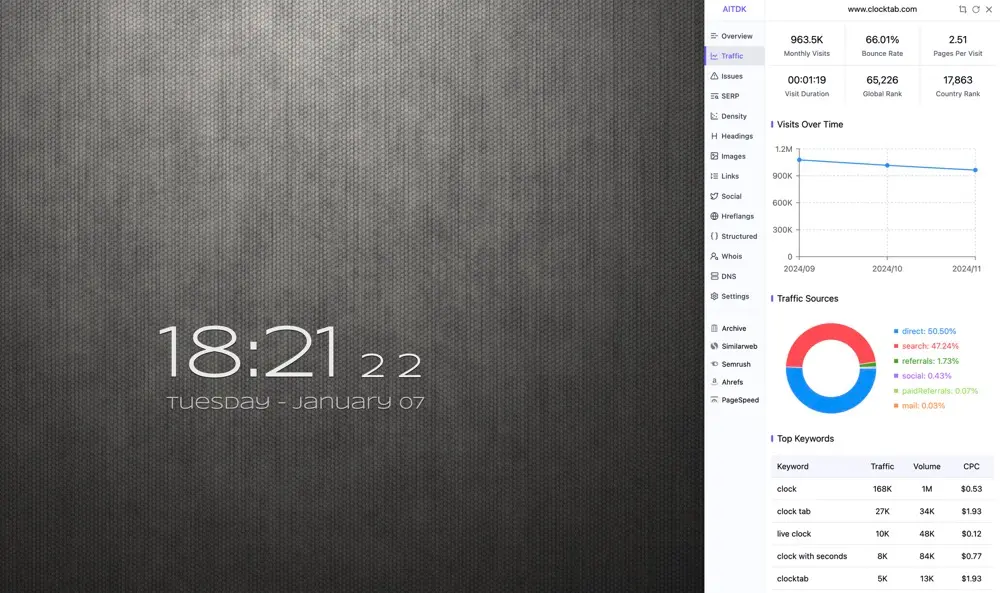 18:21 22
Tuesday - January 07
AITDK
Overview
Traffic
Issues
SERP
Density
Headings
Images
Links
Social
Hreflangs
Structured
Whois
DNS
Settings
Archive
Similarweb
Semrush
Ahrefs
PageSpeed
www.clocktab.com
963.5K 66.01% 2.51
Monthly Visits Bounce Rate Pages Per Visit
00:01:19 65,226 17,863
Visit Duration Global Rank Country Rank
Visits Over Time
1.2M
900K
600K
300K
0
2024/09 2024/10 2024/11
Traffic Sources
direct: 50.50%
search: 47.24%
referrals: 1.73%
social: 0.43%
paidReferrals: 0.07%
mail: 0.03%
Top Keywords
Keyword Traffic Volume CPC
clock 168K 1M $0.53
clock tab 27K 34K $1.93
live clock 10K 48K $0.12
clock with seconds 8K 84K $0.77
clocktab 5K 13K $1.93